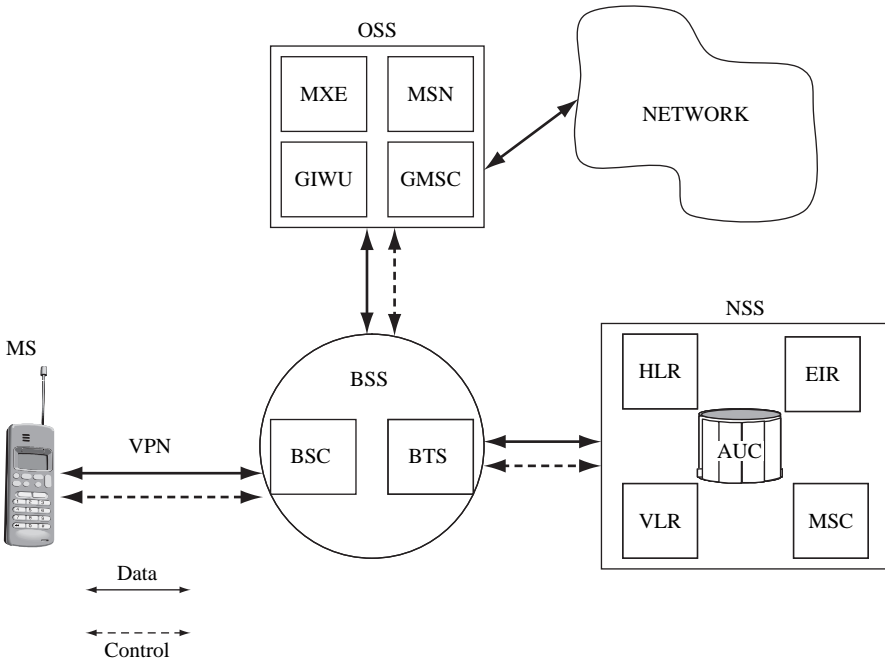 OSS
MXE
MSN
GIWU
GMSC
NETWORK
NSS
MS
BSS
HLR
EIR
VPN
BSC
BTS
AUC
VLR
MSC
Data
Control